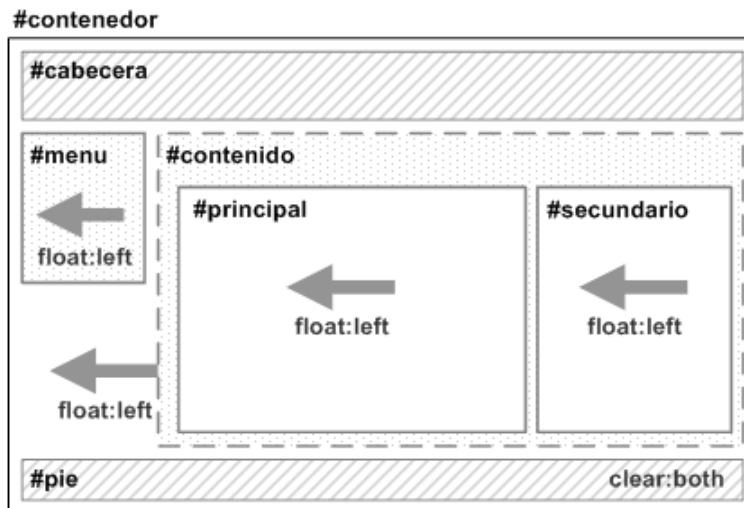 #contenedor
#cabecera
#menu
float:left
float:left
#contenido
#principal
float:left
#secundario
float:left
#pie
clear:both